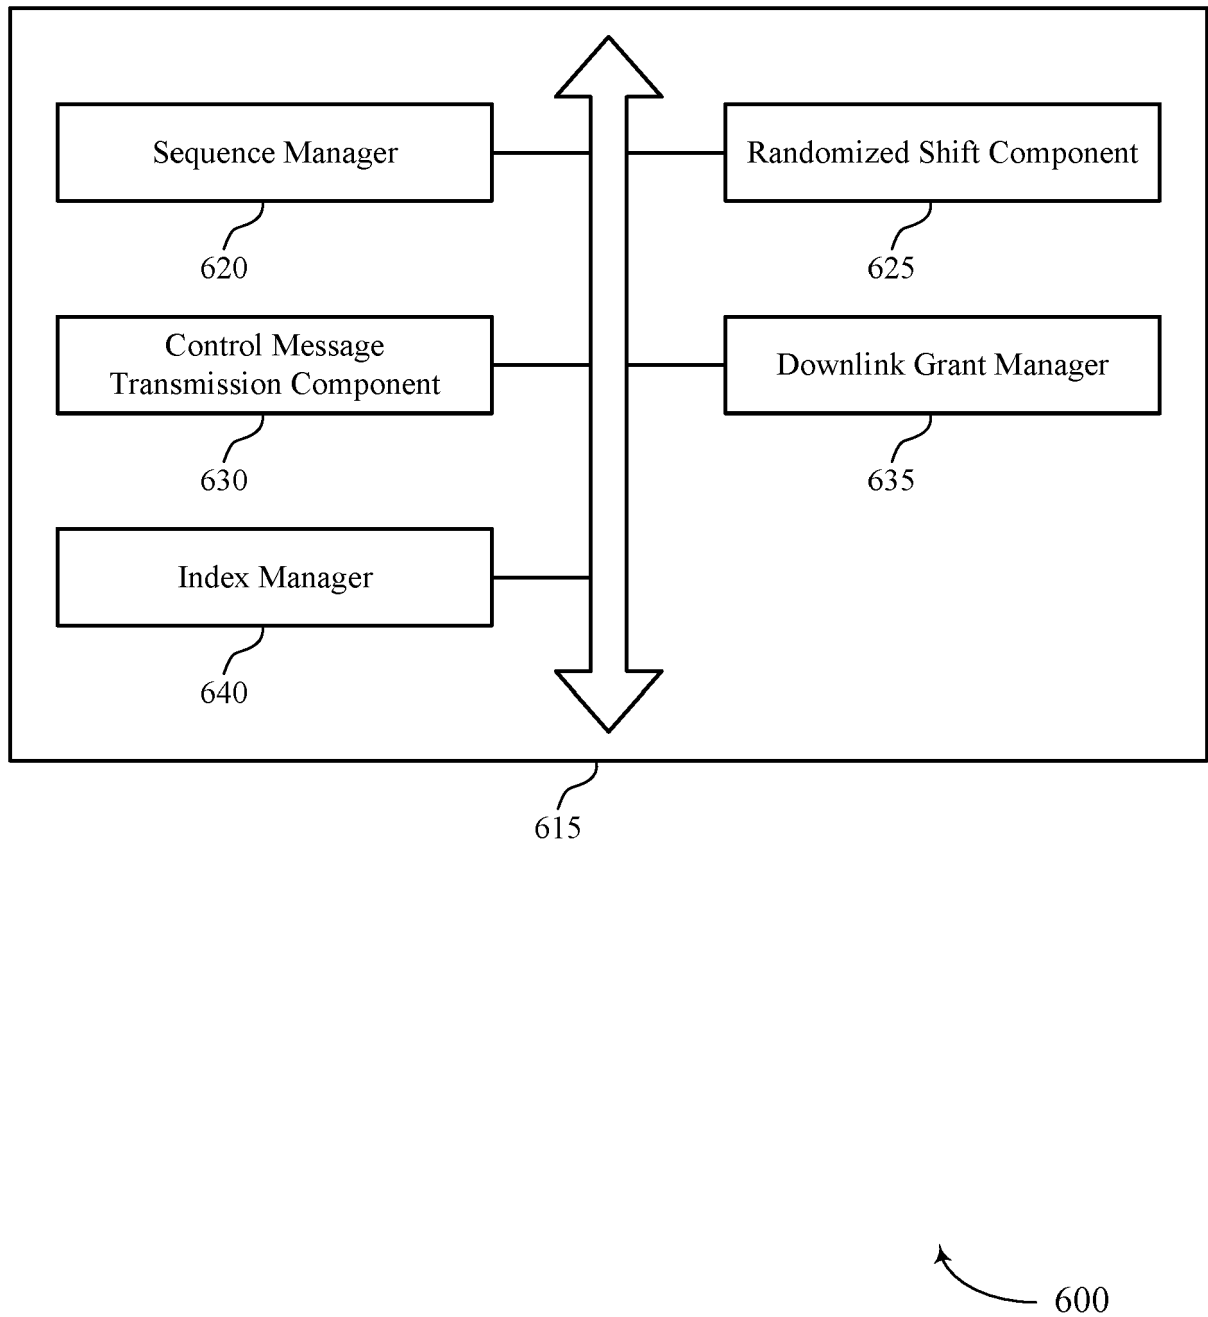 Sequence Manager
620
Randomized Shift Component
625
Control Message
Transmission Component
630
Downlink Grant Manager
635
Index Manager
640
615
600